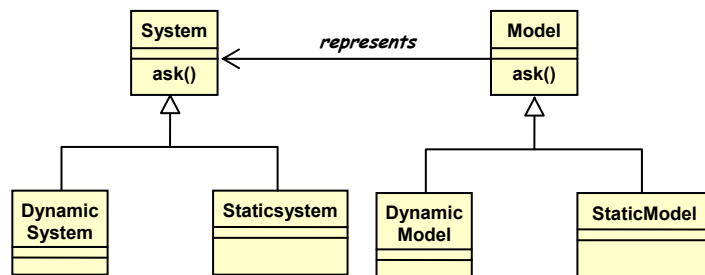 System
represents
Model
ask()
ask()
Dynamic
System
Staticsystem
Dynamic
Model
StaticModel